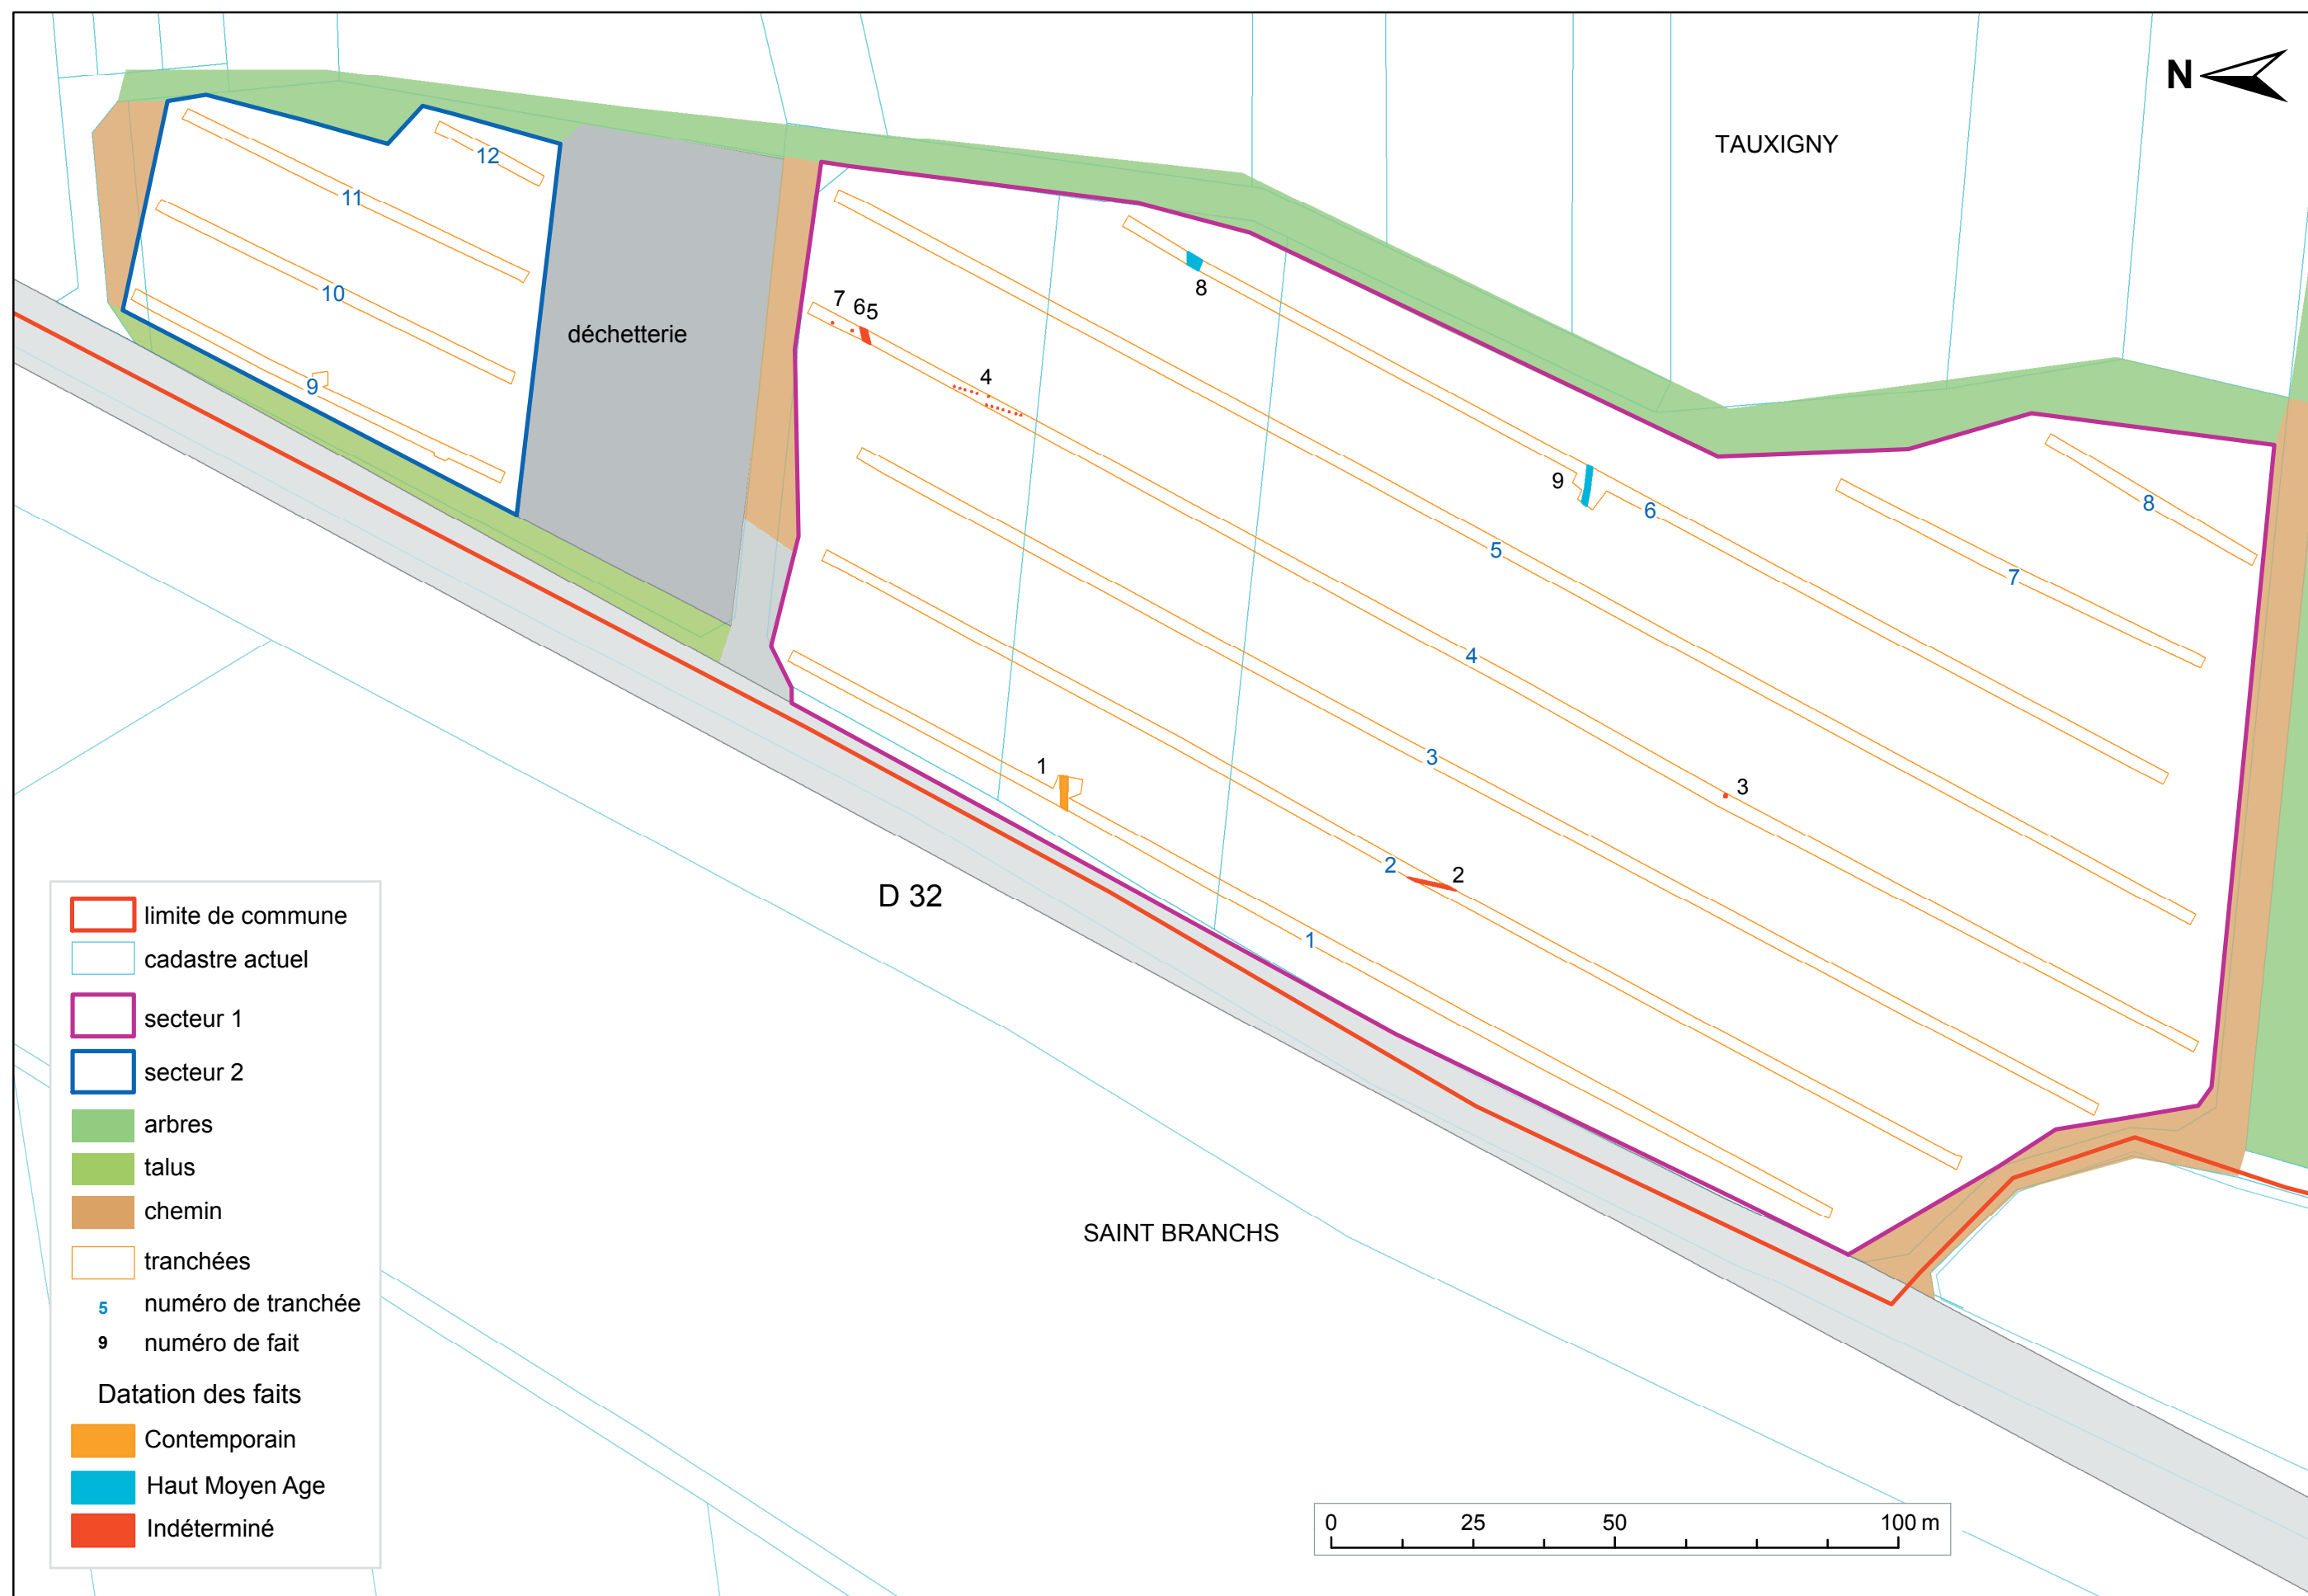 N
TAUXIGNY
12
11
10
9
déchetterie
7 6 5
4
8
9
6
5
8
7
4
3
3
1
2
2
1
D 32
SAINT BRANCHS
limite de commune
cadastre actuel
secteur 1
secteur 2
arbres
talus
chemin
tranchées
5 numéro de tranchée
9 numéro de fait
Datation des faits
Contemporain
Haut Moyen Age
Indéterminé
0 25 50 100 m